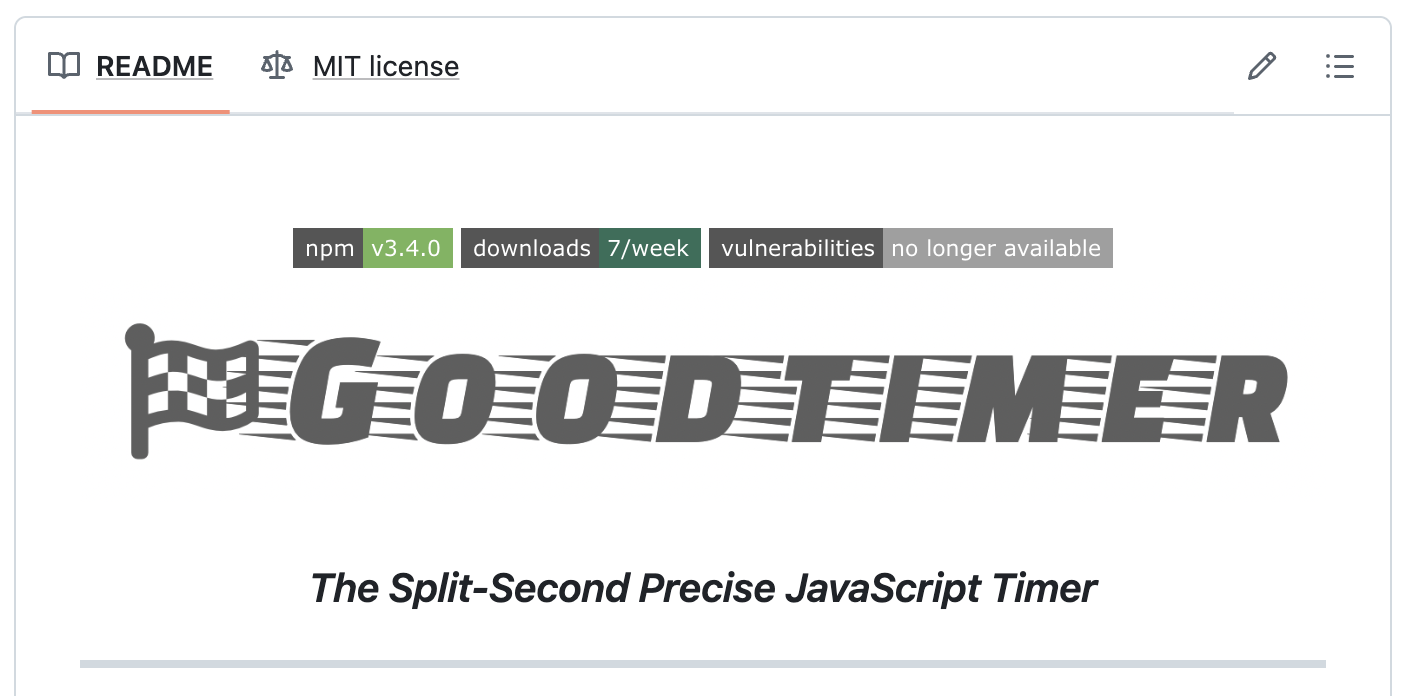 README MIT license
npm v3.4.0 downloads 7/week vulnerabilities no longer available
GOODTIMER
The Split-Second Precise JavaScript Timer